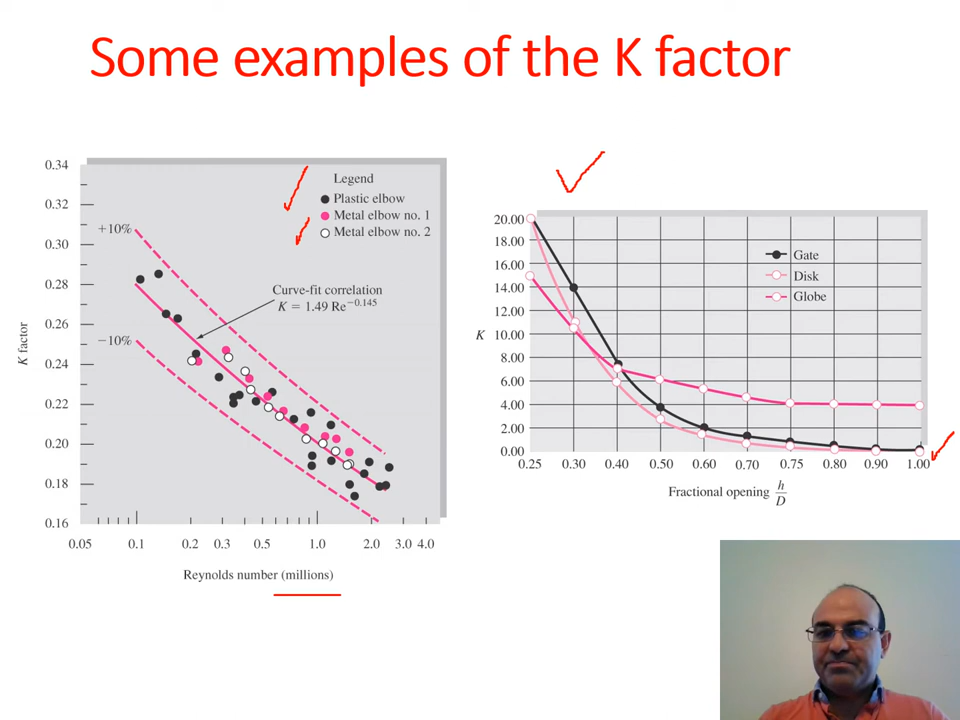 Some examples of the K factor
0.34
0.32
0.30
0.28
0.26
0.24
0.22
0.20
0.18
0.16
K factor
+10%
−10%
Legend
Plastic elbow
Metal elbow no. 1
Metal elbow no. 2
Curve-fit correlation
K = 1.49 Re−0.145
0.05 0.1 0.2 0.3 0.5 1.0 2.0 3.0 4.0
Reynolds number (millions)
20.00
18.00
16.00
14.00
12.00
10.00
8.00
6.00
4.00
2.00
0.00
K
Gate
Disk
Globe
0.25 0.30 0.40 0.50 0.60 0.70 0.75 0.80 0.90 1.00
Fractional opening h/D